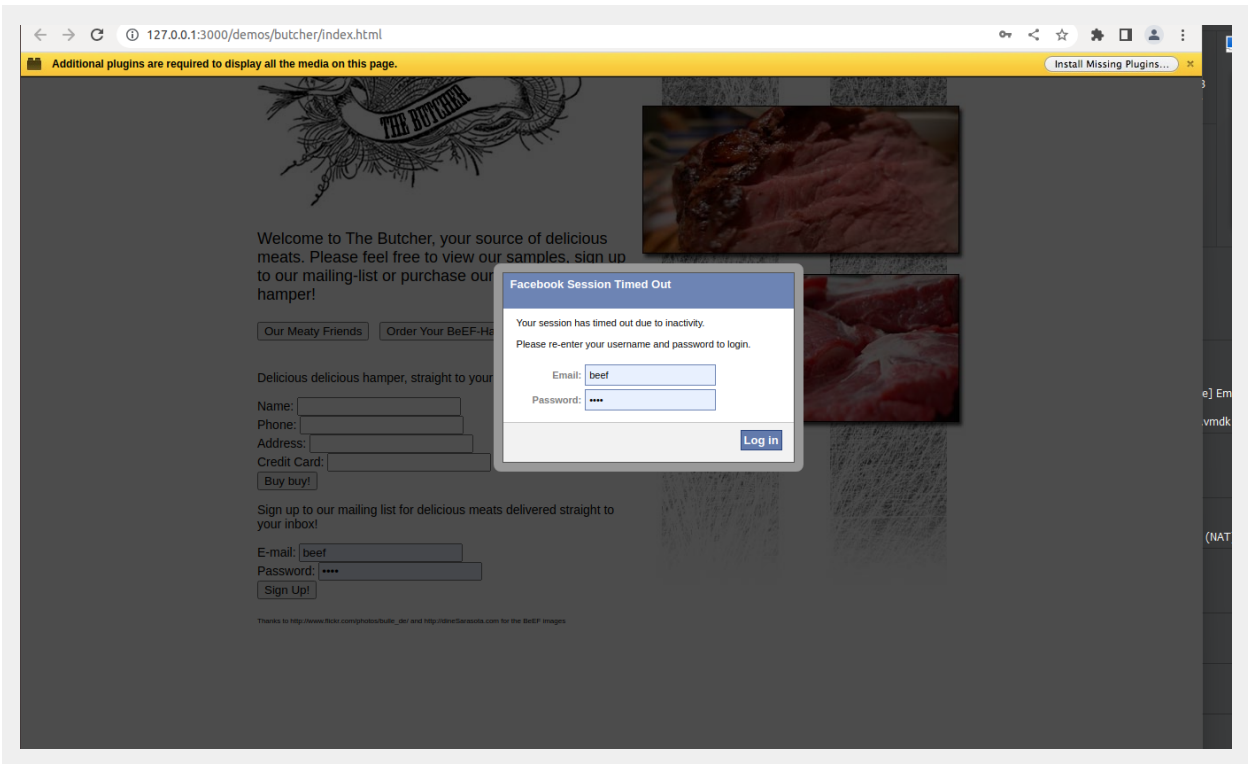 127.0.0.1:3000/demos/butcher/index.html
Additional plugins are required to display all the media on this page.
Install Missing Plugins...
THE BUTCHER
Welcome to The Butcher, your source of delicious
meats. Please feel free to view our samples, sign up
to our mailing-list or purchase our
hamper!
Our Meaty Friends
Order Your BeEF-Ha
Facebook Session Timed Out
Your session has timed out due to inactivity.
Please re-enter your username and password to login.
Email: beef
Password: ••••
Log in
Delicious delicious hamper, straight to your
Name:
Phone:
Address:
Credit Card:
Buy buy!
Sign up to our mailing list for delicious meats delivered straight to
your inbox!
E-mail: beef
Password: ••••
Sign Up!
e] Em
.vmdk
(NAT